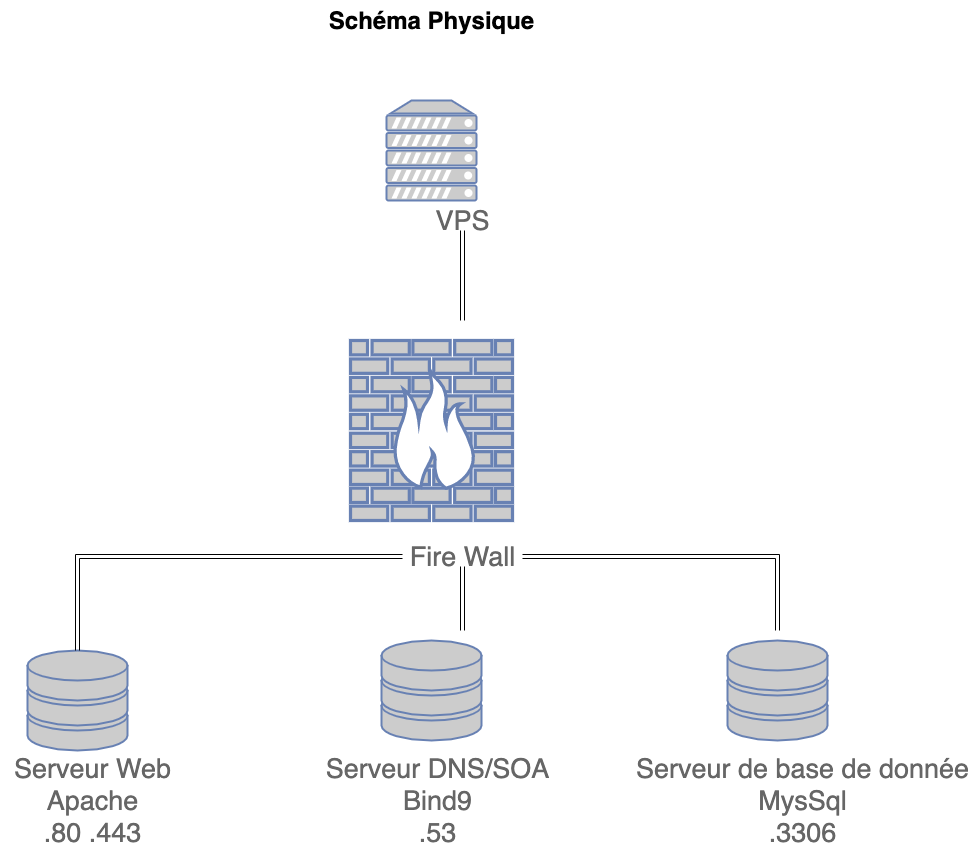 Schéma Physique
VPS
Fire Wall
Serveur Web
Apache
.80 .443
Serveur DNS/SOA
Bind9
.53
Serveur de base de donnée
MysSql
.3306